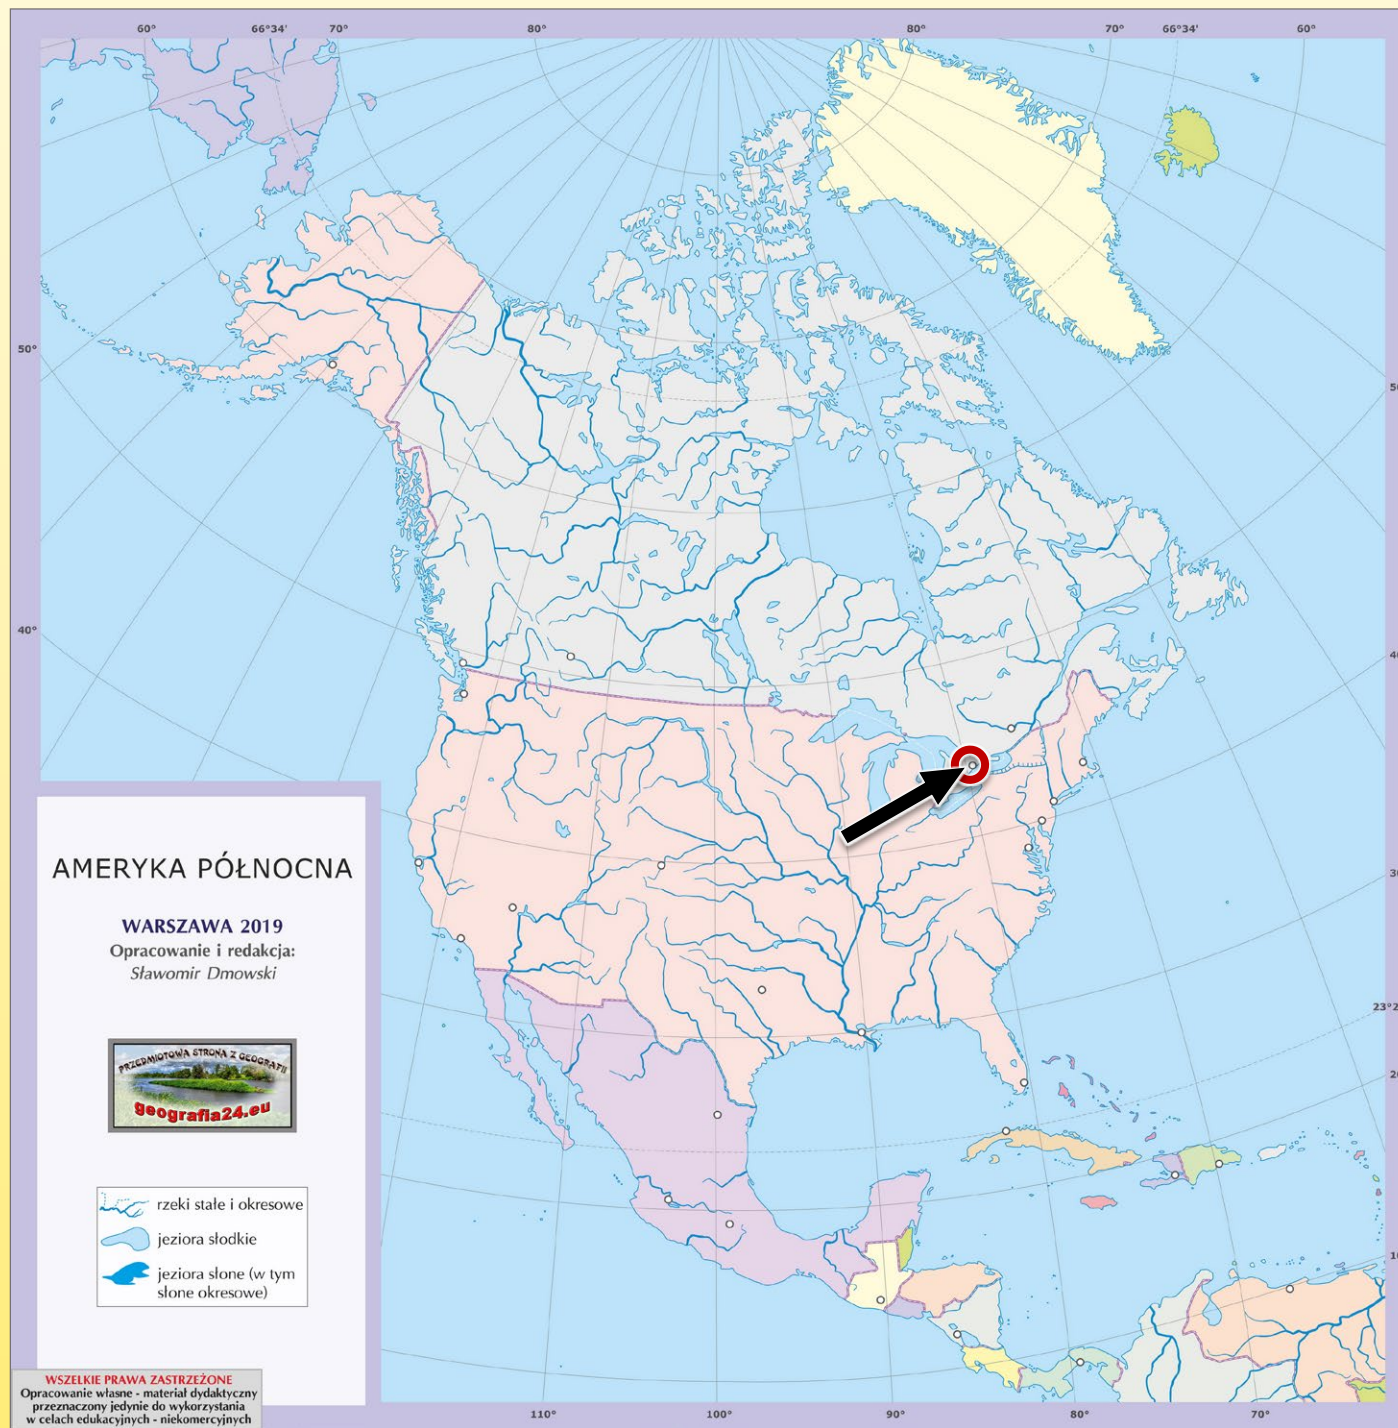 60° 66°34' 70° 80° 80° 70° 66°34' 60°
50°
40°
AMERYKA PÓŁNOCNA
WARSZAWA 2019
Opracowanie i redakcja:
Sławomir Dmowski
PRZEDMIOTOWA STRONA Z GEOGRAFII
geografia24.eu
rzeki stałe i okresowe
jeziora słodkie
jeziora słone (w tym
słone okresowe)
WSZELKIE PRAWA ZASTRZEŻONE
Opracowanie własne - materiał dydaktyczny
przeznaczony jedynie do wykorzystania
w celach edukacyjnych - niekomercyjnych
110° 100° 90° 80° 70°